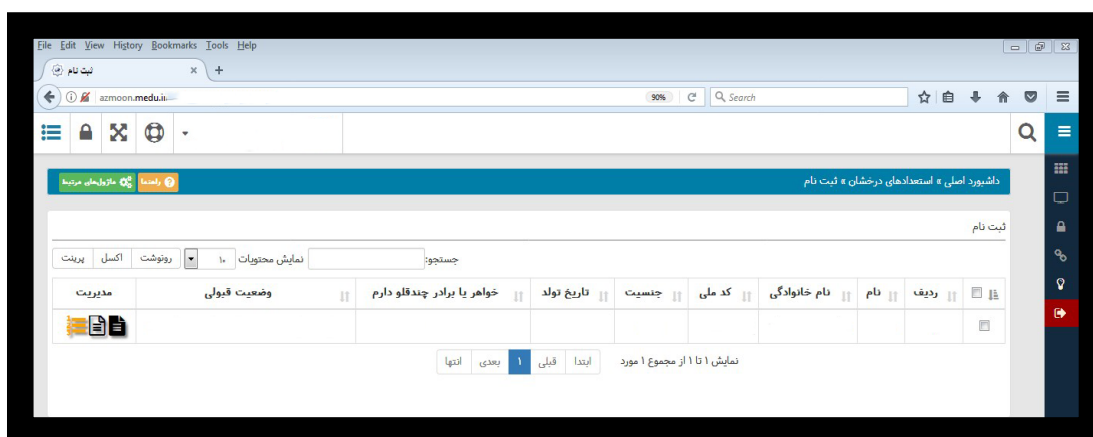 File Edit View History Bookmarks Tools Help
ثبت نام
azmoon.medu.ir
90% Search
داشبورد اصلی » استعدادهای درخشان » ثبت نام
راهنما ماژول‌های مرتبط
ثبت نام
جستجو: نمایش محتویات ۱۰ رونوشت اکسل پرینت
ردیف نام نام خانوادگی کد ملی جنسیت تاریخ تولد خواهر یا برادر چندقلو دارم وضعیت قبولی مدیریت
نمایش ۱ تا ۱ از مجموع ۱ مورد
ابتدا قبلی ۱ بعدی انتها